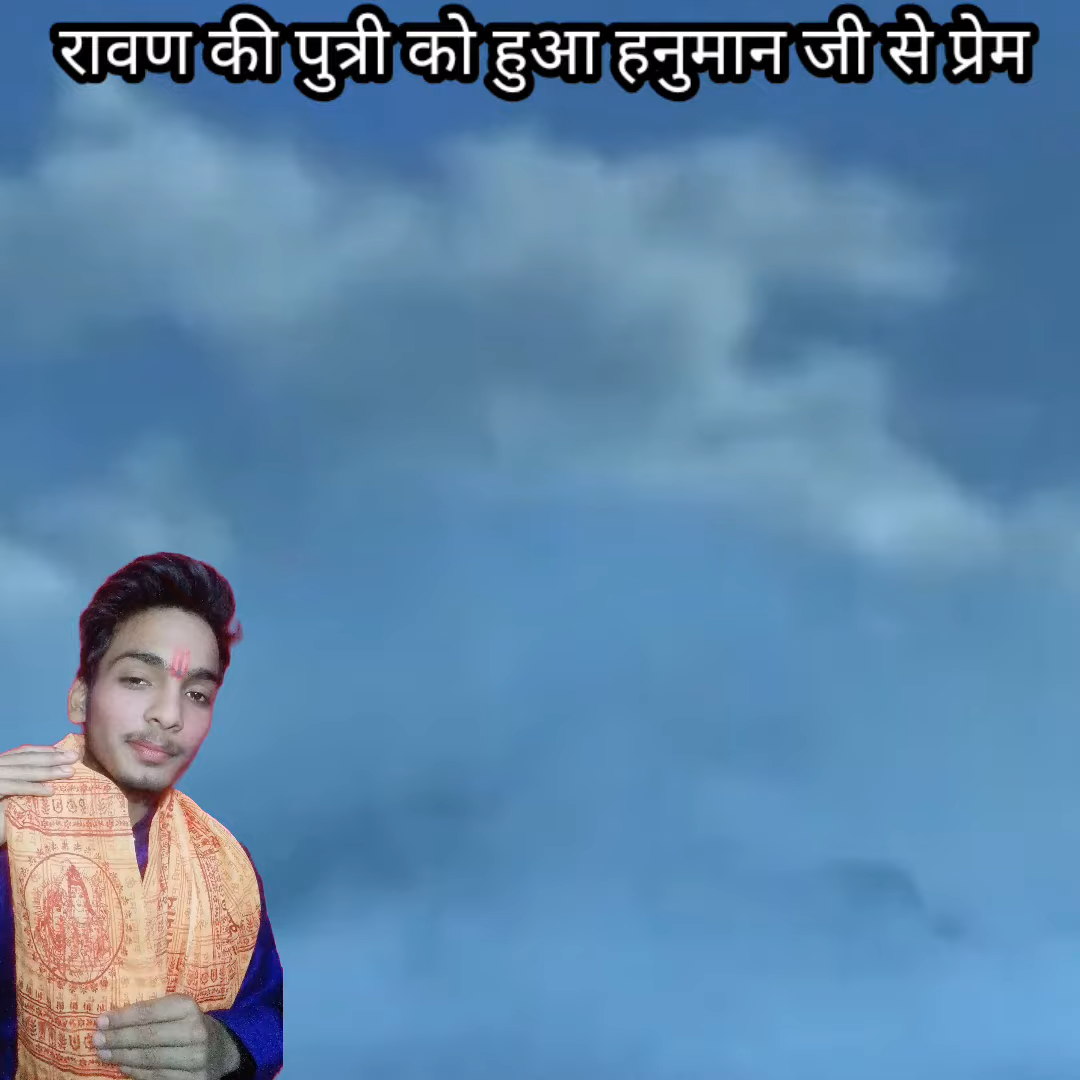 रावण की पुत्री को हुआ हनुमान जी से प्रेम